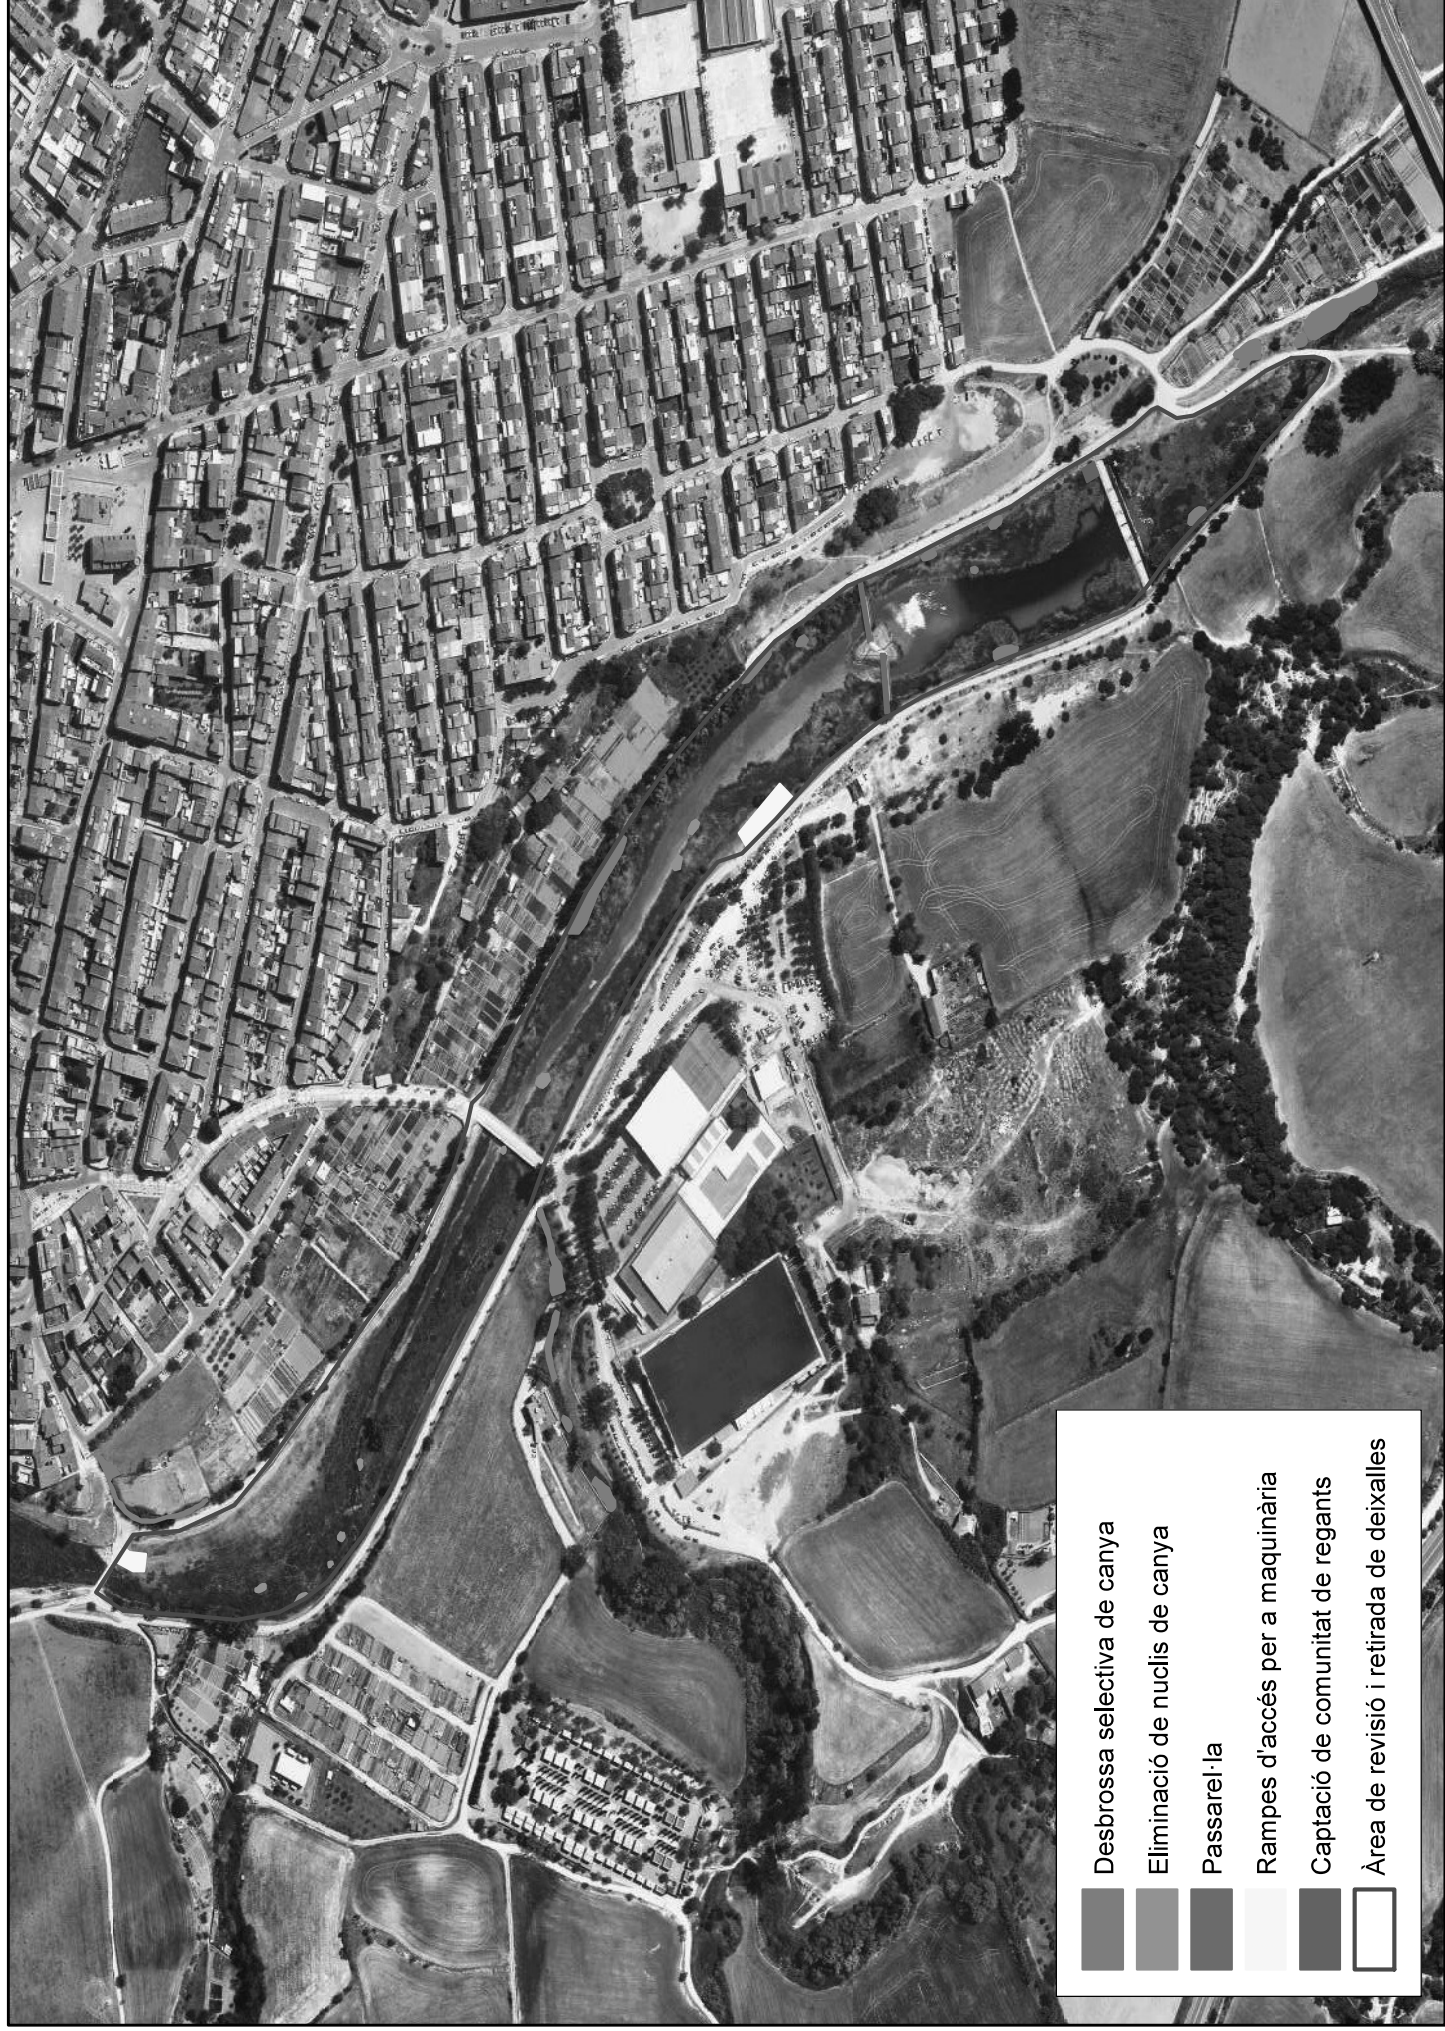 Desbrossa selectiva de canya
Eliminació de nuclis de canya
Passarel·la
Rampes d'accés per a maquinària
Captació de comunitat de regants
Àrea de revisió i retirada de deixalles